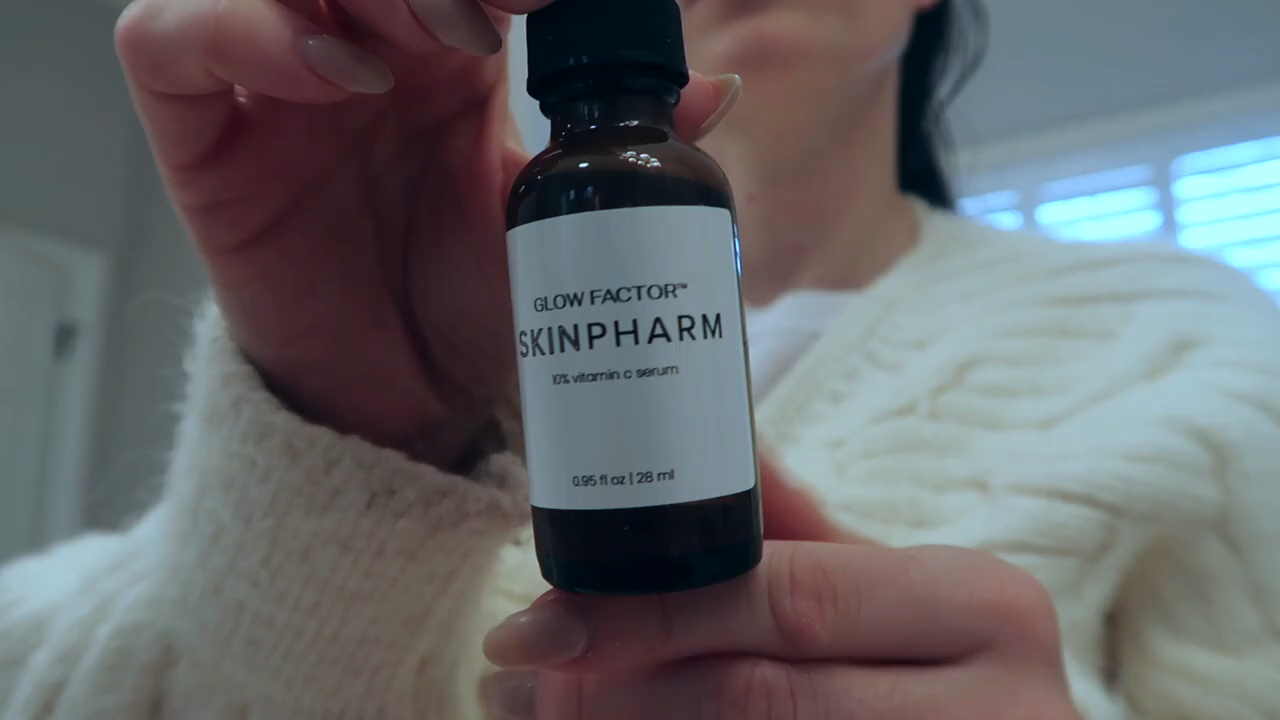 GLOW FACTOR™
SKINPHARM
10% vitamin c serum
0.95 fl oz | 28 ml